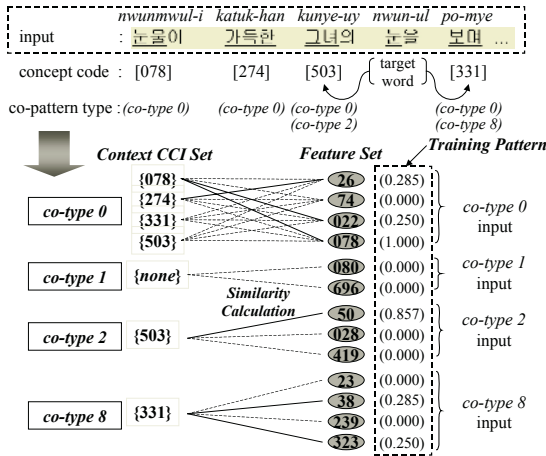 nwunmwul-i katuk-han kunye-uy nwun-ul po-mye
input : 눈물이 가득한 그녀의 눈을 보며 ...
concept code : [078] [274] [503] target word [331]
co-pattern type : (co-type 0) (co-type 0) (co-type 0) (co-type 0)
(co-type 2) (co-type 8)
Context CCI Set Feature Set Training Pattern
co-type 0 {078} 26 (0.285) co-type 0 input
{274} 74 (0.000)
{331} 022 (0.250)
{503} 078 (1.000)
co-type 1 {none} 080 (0.000) co-type 1 input
696 (0.000)
Similarity Calculation
co-type 2 {503} 50 (0.857) co-type 2 input
028 (0.000)
419 (0.000)
co-type 8 {331} 23 (0.000) co-type 8 input
38 (0.285)
239 (0.000)
323 (0.250)